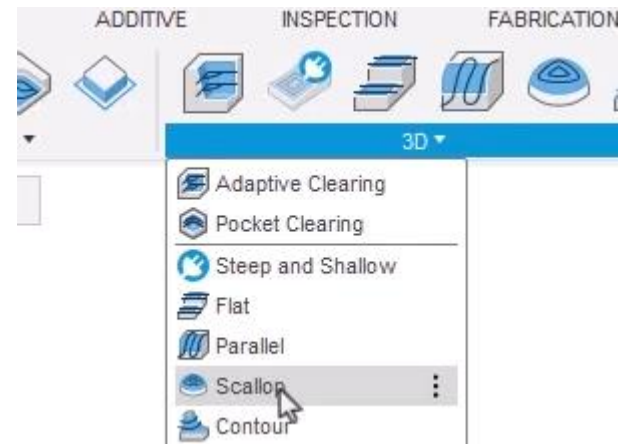 ADDITIVE INSPECTION FABRICATION
3D
Adaptive Clearing
Pocket Clearing
Steep and Shallow
Flat
Parallel
Scallop
Contour